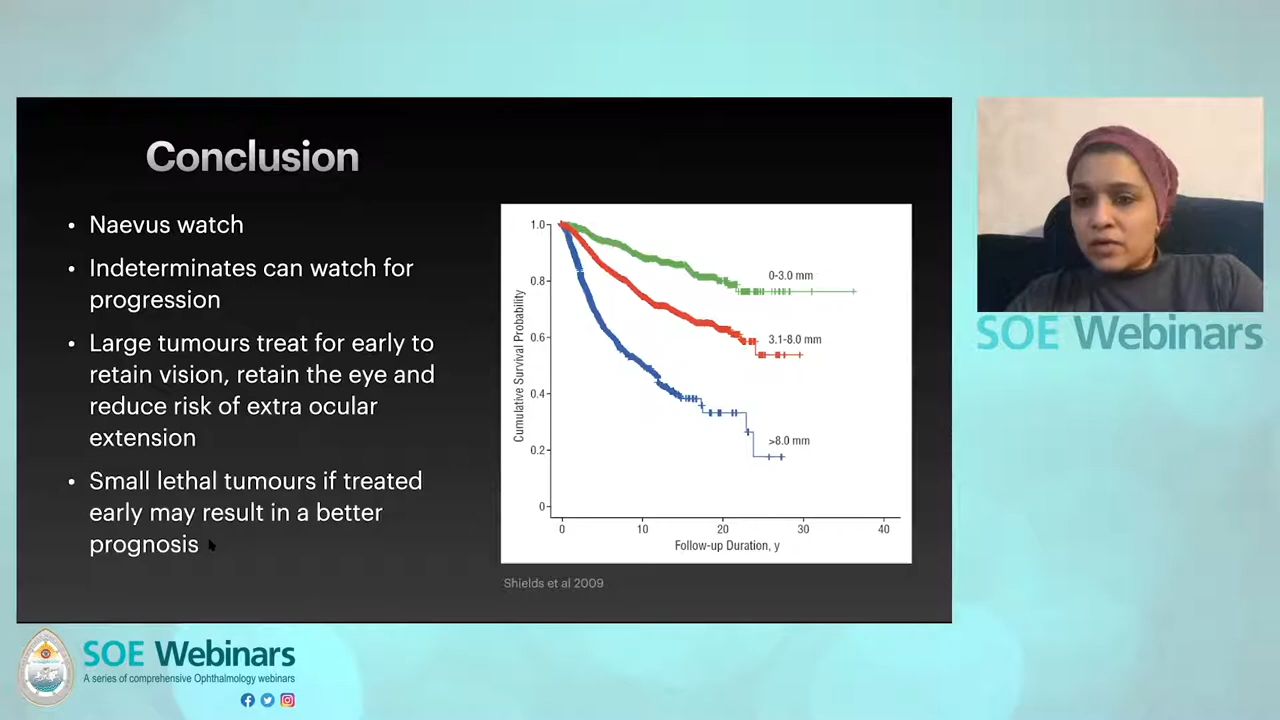 Conclusion
• Naevus watch
• Indeterminates can watch for
progression
• Large tumours treat for early to
retain vision, retain the eye and
reduce risk of extra ocular
extension
• Small lethal tumours if treated
early may result in a better
prognosis
Cumulative Survival Probability
1.0
0.8
0.6
0.4
0.2
0
0-3.0 mm
3.1-8.0 mm
>8.0 mm
0 10 20 30 40
Follow-up Duration, y
Shields et al 2009
SOE Webinars
SOE Webinars
A series of comprehensive Ophthalmology webinars